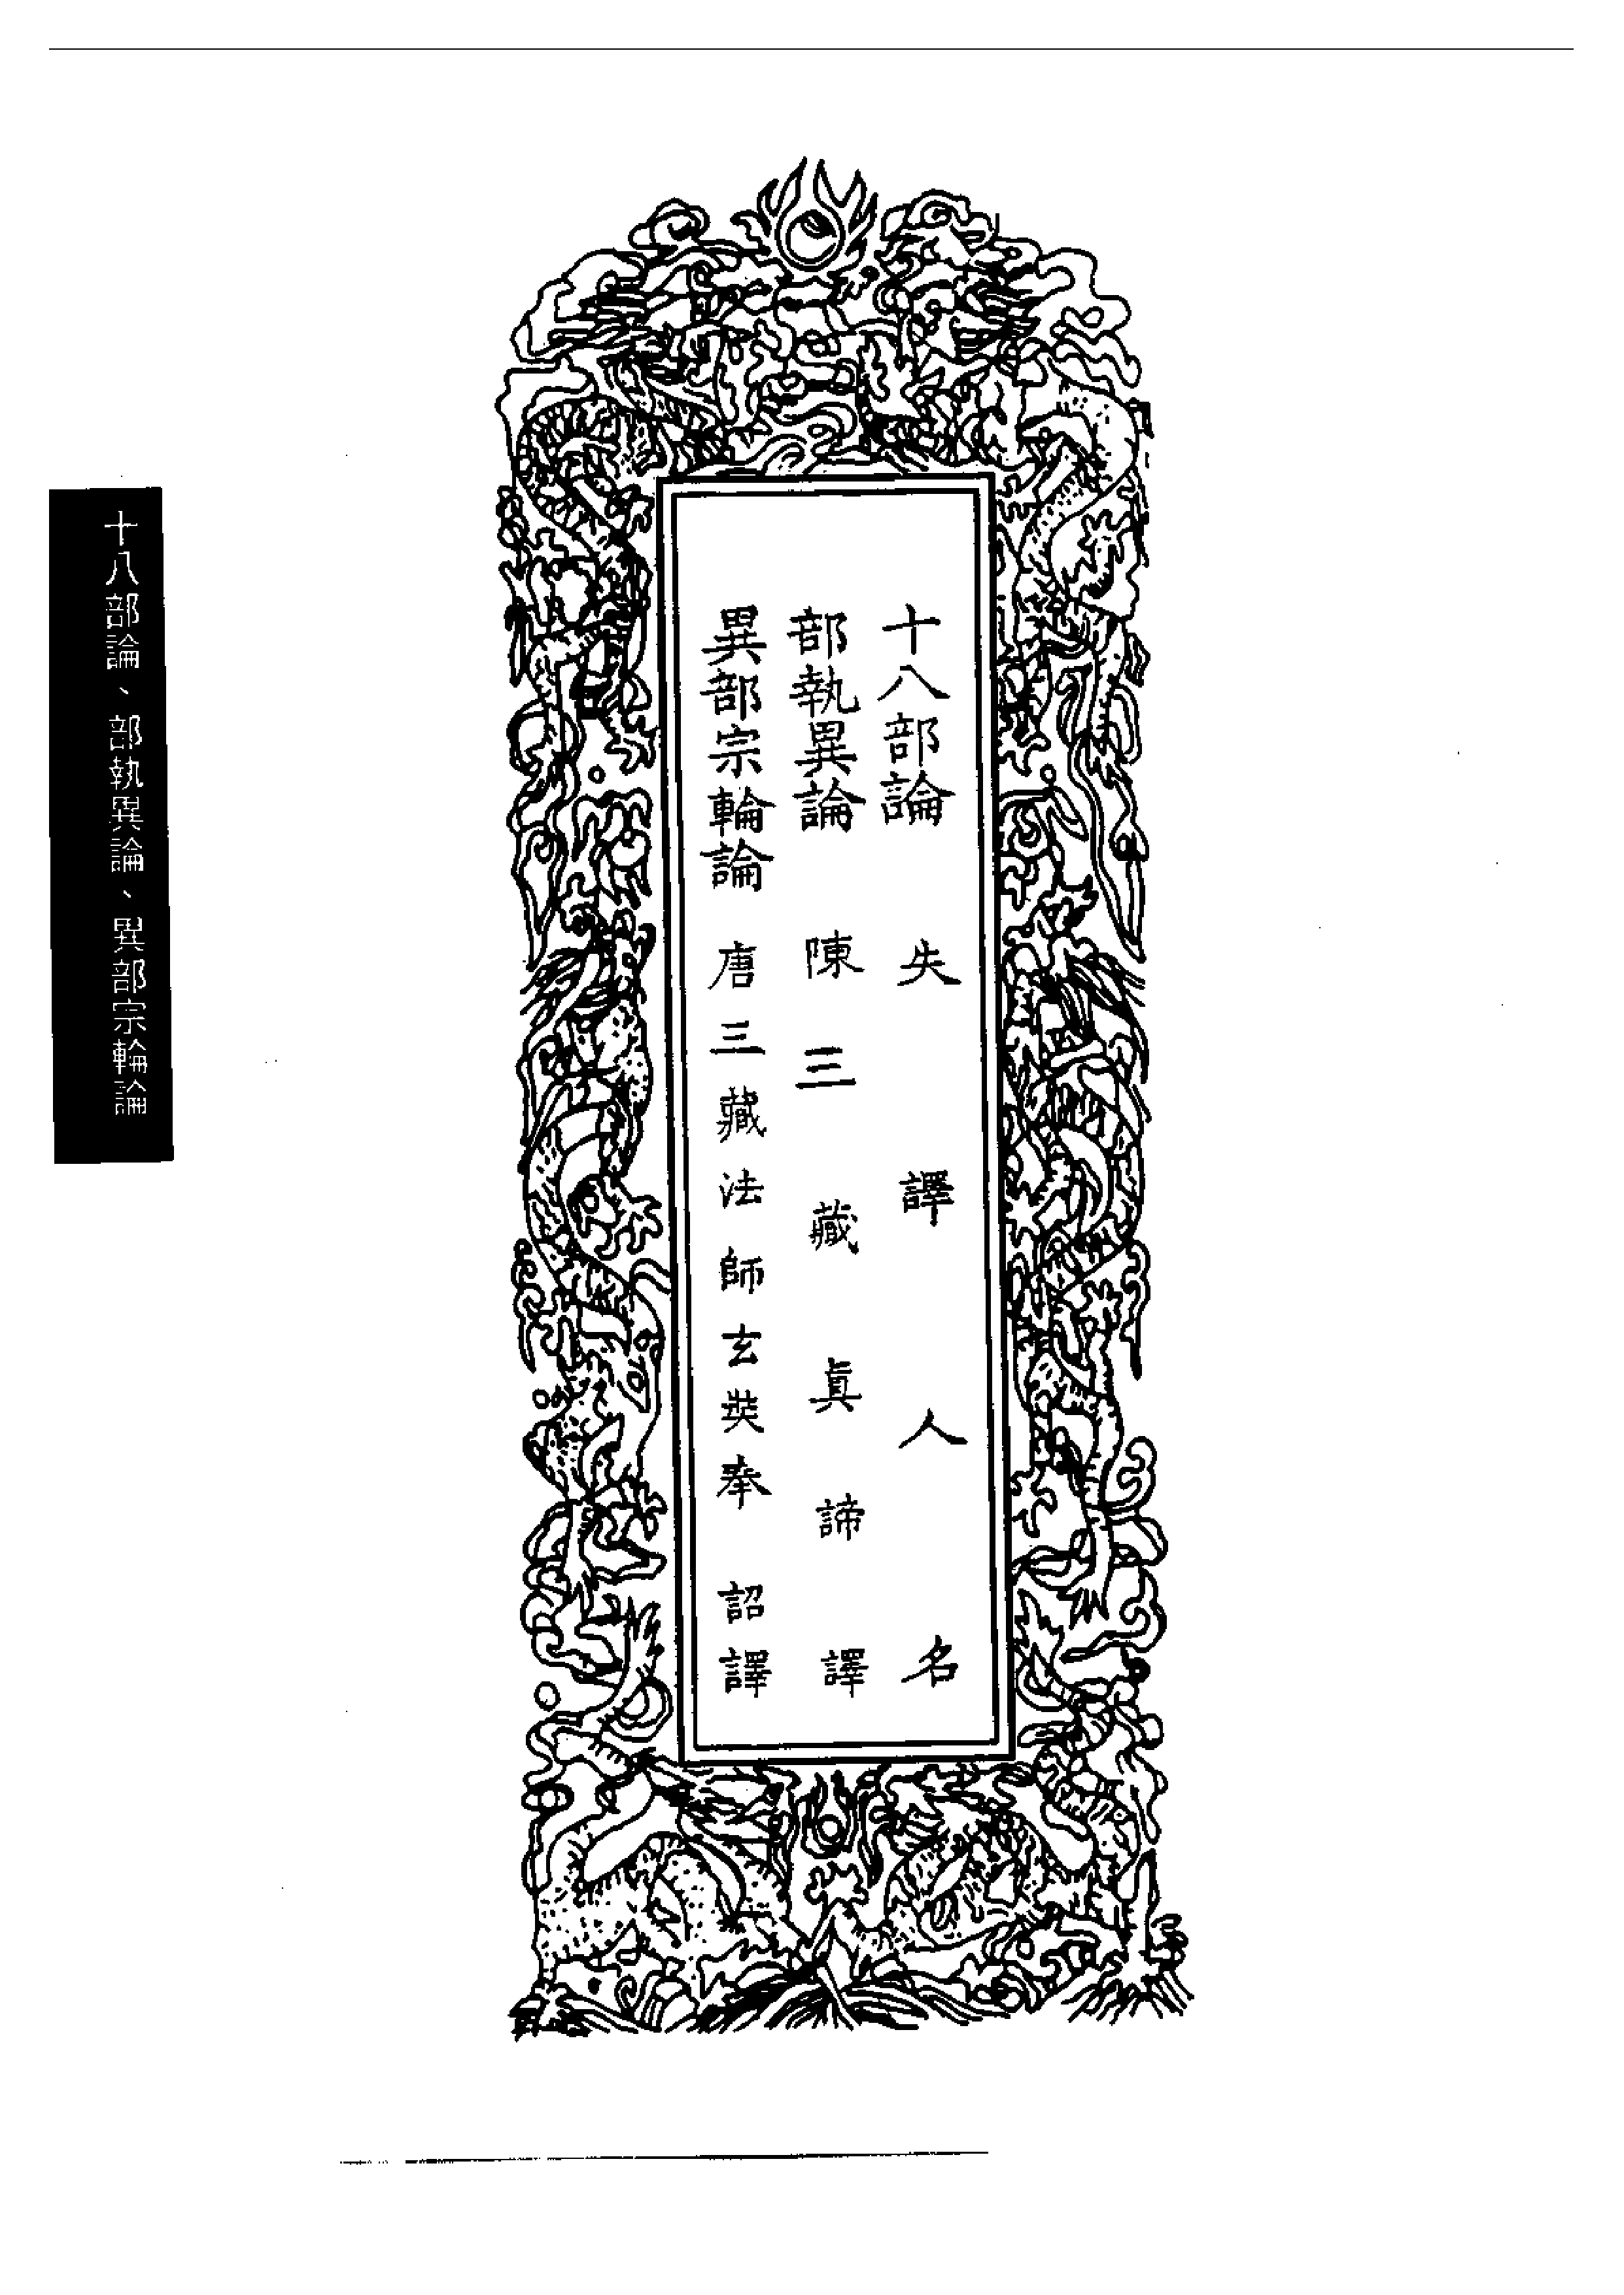 十八部論　失譯人名
部執異論　陳三藏眞諦譯
異部宗輪論　唐三藏法師玄奘奉　詔譯
十八部論、部執異論、異部宗輪論